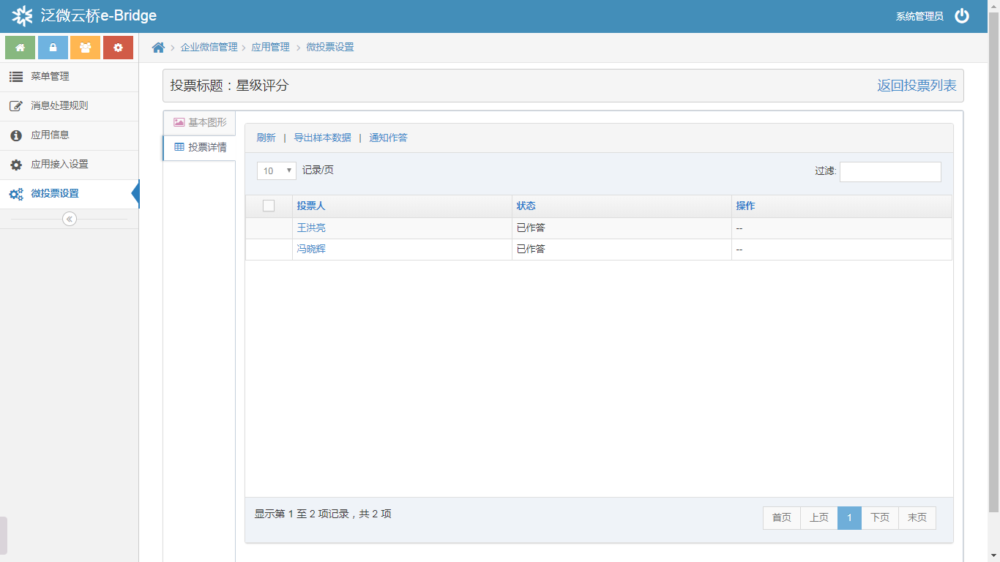 泛微云桥e-Bridge
系统管理员
企业微信管理 > 应用管理 > 微投票设置
菜单管理
消息处理规则
应用信息
应用接入设置
微投票设置
投票标题：星级评分
返回投票列表
基本图形
投票详情
刷新 | 导出样本数据 | 通知作答
10 记录/页
过滤:
投票人 状态 操作
王洪亮 已作答 --
冯晓辉 已作答 --
显示第 1 至 2 项记录，共 2 项
首页 上页 1 下页 末页